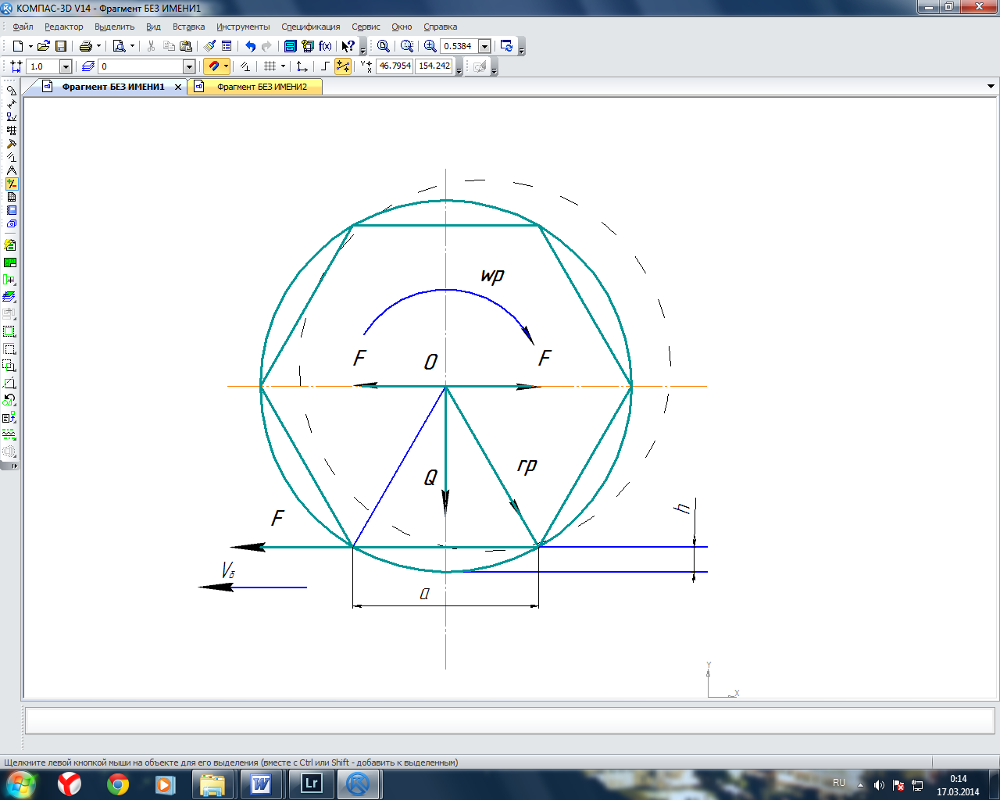 КОМПАС-3D V14 - Фрагмент БЕЗ ИМЕНИ1
Файл Редактор Выделить Вид Вставка Инструменты Спецификация Сервис Окно Справка
f(x) 0.5384
1.0 0 46.7954 154.242
Фрагмент БЕЗ ИМЕНИ1 Фрагмент БЕЗ ИМЕНИ2
wp
F O F
rp
Q
h
F
Vб
a
Y
X
Щелкните левой кнопкой мыши на объекте для его выделения (вместе с Ctrl или Shift - добавить к выделенным)
W Lr RU 0:14
17.03.2014